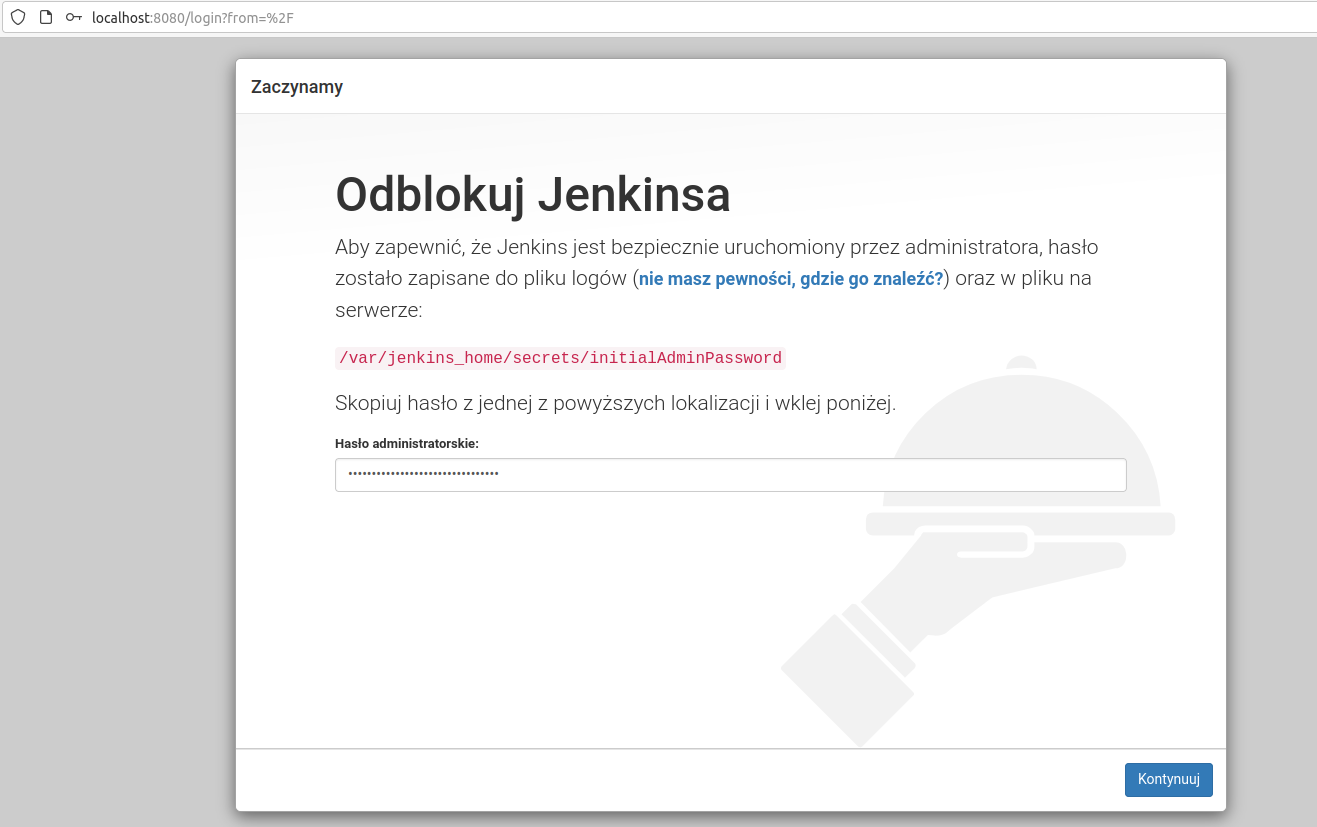 localhost:8080/login?from=%2F
Zaczynamy
Odblokuj Jenkinsa
Aby zapewnić, że Jenkins jest bezpiecznie uruchomiony przez administratora, hasło
zostało zapisane do pliku logów (nie masz pewności, gdzie go znaleźć?) oraz w pliku na
serwerze:
/var/jenkins_home/secrets/initialAdminPassword
Skopiuj hasło z jednej z powyższych lokalizacji i wklej poniżej.
Hasło administratorskie:
••••••••••••••••••••••••••••••••
Kontynuuj